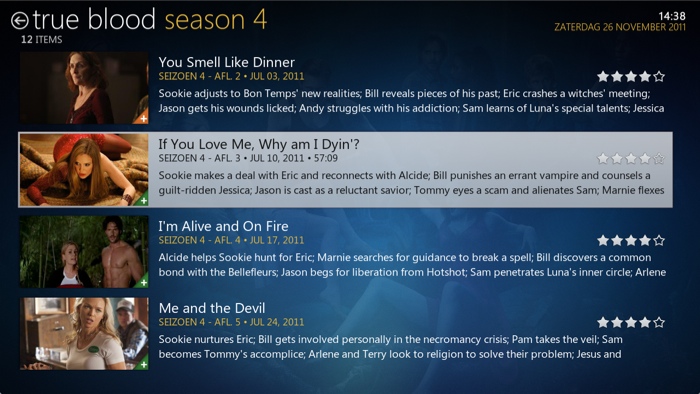 true blood season 4
14:38
ZATERDAG 26 NOVEMBER 2011
12 ITEMS
You Smell Like Dinner
SEIZOEN 4 - AFL. 2 • JUL 03, 2011
Sookie adjusts to Bon Temps' new realities; Bill reveals pieces of his past; Eric crashes a witches' meeting;
Jason gets his wounds licked; Andy struggles with his addiction; Sam learns of Luna's special talents; Jessica
If You Love Me, Why am I Dyin'?
SEIZOEN 4 - AFL. 3 • JUL 10, 2011 • 57:09
Sookie makes a deal with Eric and reconnects with Alcide; Bill punishes an errant vampire and counsels a
guilt-ridden Jessica; Jason is cast as a reluctant savior; Tommy eyes a scam and alienates Sam; Marnie flexes
I'm Alive and On Fire
SEIZOEN 4 - AFL. 4 • JUL 17, 2011
Alcide helps Sookie hunt for Eric; Marnie searches for guidance to break a spell; Bill discovers a common
bond with the Bellefleurs; Jason begs for liberation from Hotshot; Sam penetrates Luna's inner circle; Arlene
Me and the Devil
SEIZOEN 4 - AFL. 5 • JUL 24, 2011
Sookie nurtures Eric; Bill gets involved personally in the necromancy crisis; Pam takes the veil; Sam
becomes Tommy's accomplice; Arlene and Terry look to religion to solve their problem; Jesus and